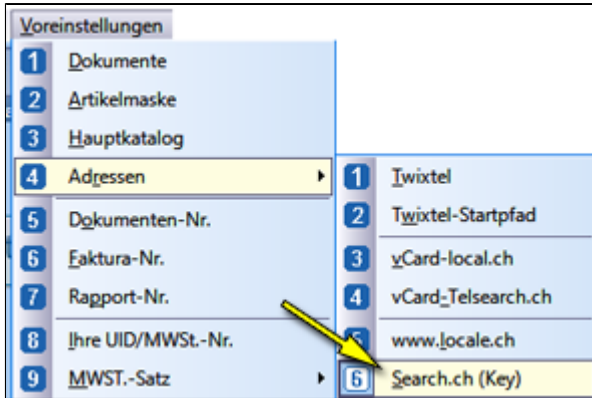 Voreinstellungen
1 Dokumente
2 Artikelmaske
3 Hauptkatalog
4 Adressen
5 Dokumenten-Nr.
6 Faktura-Nr.
7 Rapport-Nr.
8 Ihre UID/MWSt.-Nr.
9 MWST.-Satz
1 Twixtel
2 Twixtel-Startpfad
3 vCard-local.ch
4 vCard-Telsearch.ch
5 www.locale.ch
6 Search.ch (Key)